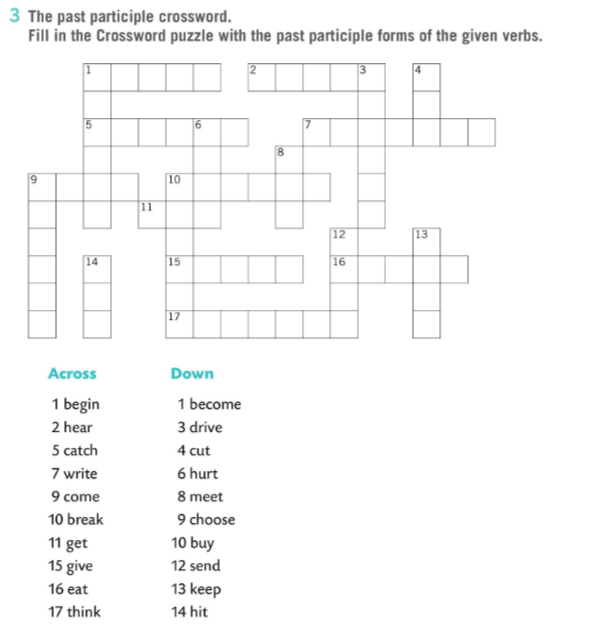 3 The past participle crossword.
Fill in the Crossword puzzle with the past participle forms of the given verbs.
1 2 3 4
5 6 7
8
9 10
11
12 13
14 15 16
17
Across
1 begin
2 hear
5 catch
7 write
9 come
10 break
11 get
15 give
16 eat
17 think
Down
1 become
3 drive
4 cut
6 hurt
8 meet
9 choose
10 buy
12 send
13 keep
14 hit